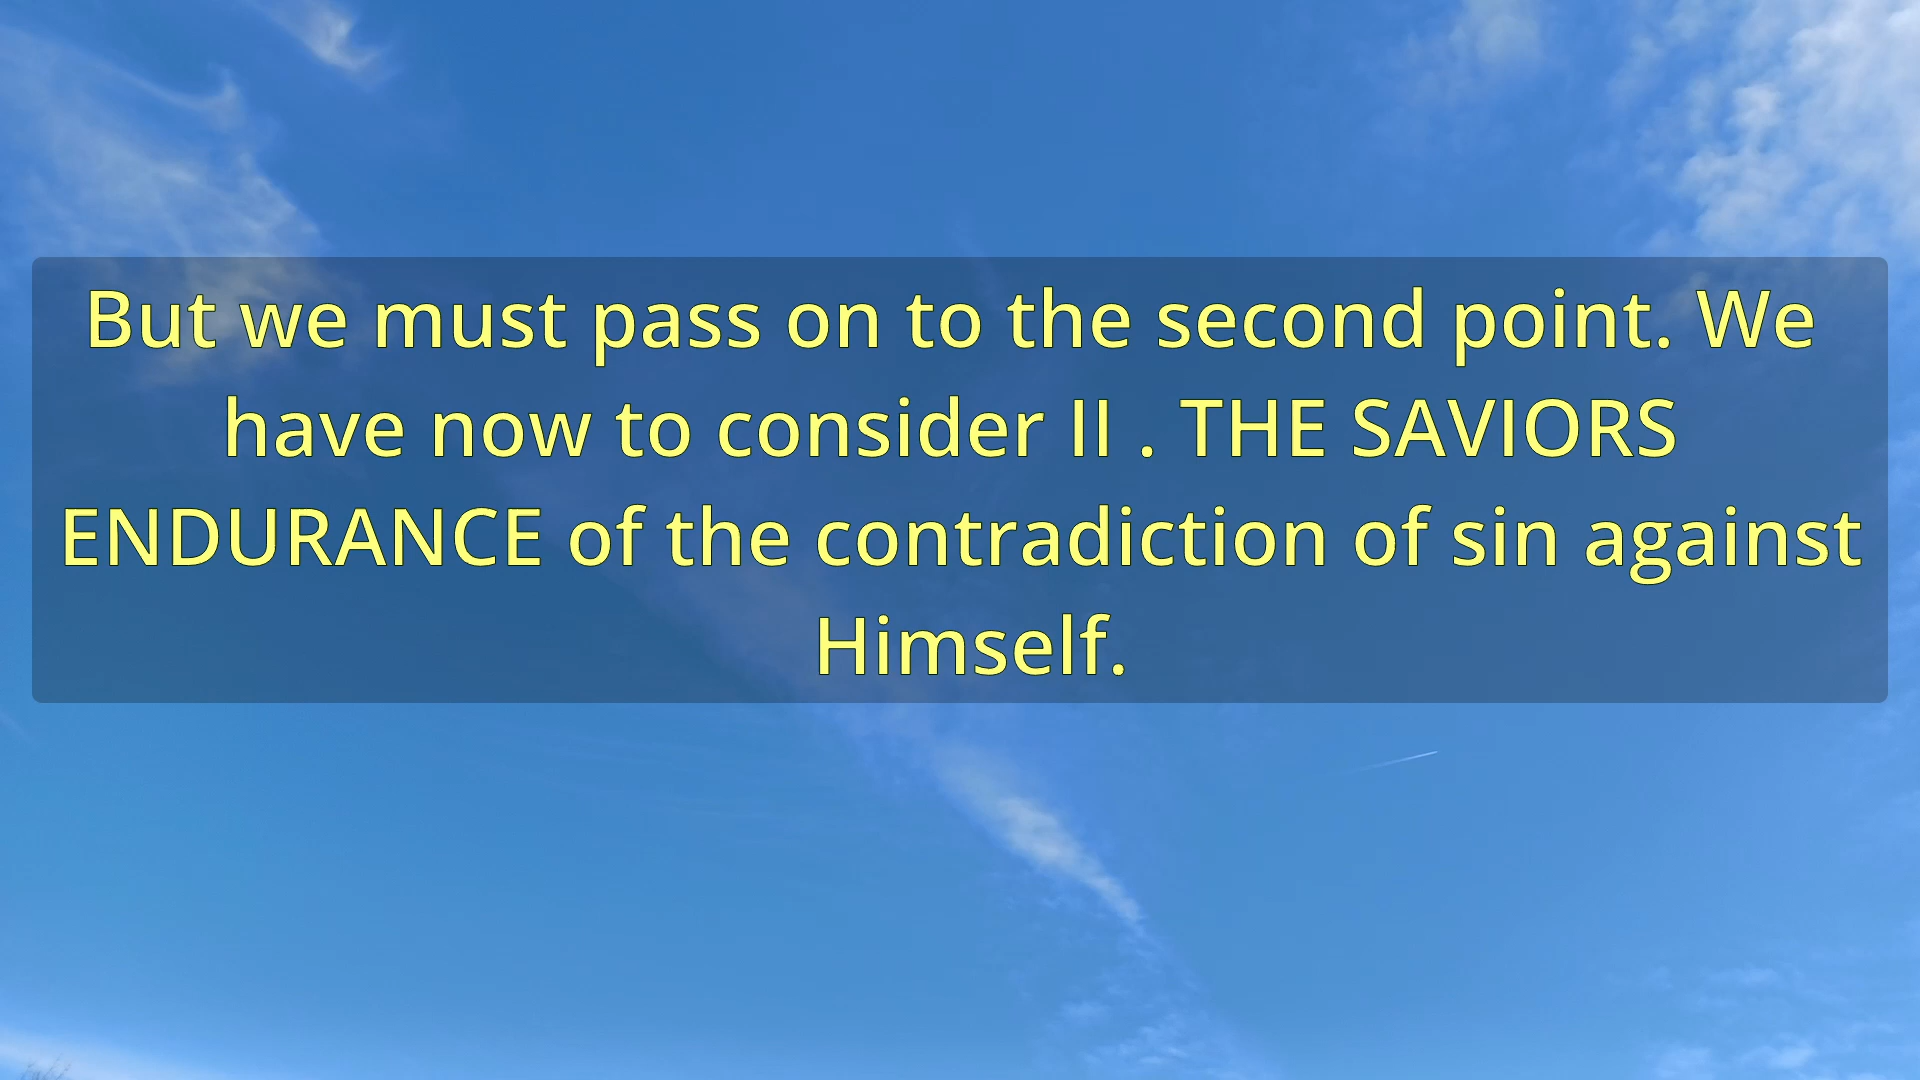 But we must pass on to the second point. We
have now to consider II . THE SAVIORS
ENDURANCE of the contradiction of sin against
Himself.